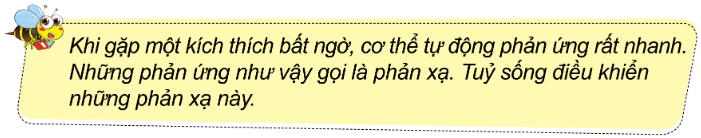 Khi gặp một kích thích bất ngờ, cơ thể tự động phản ứng rất nhanh.
Những phản ứng như vậy gọi là phản xạ. Tuỷ sống điều khiển
những phản xạ này.